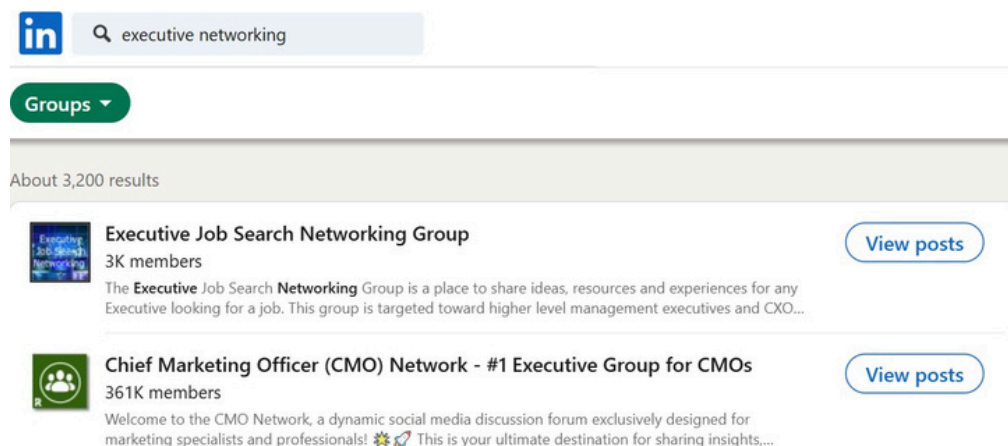 in executive networking
Groups
About 3,200 results
Executive Job Search Networking
Executive Job Search Networking Group
View posts
3K members
The Executive Job Search Networking Group is a place to share ideas, resources and experiences for any
Executive looking for a job. This group is targeted toward higher level management executives and CXO...
Chief Marketing Officer (CMO) Network - #1 Executive Group for CMOs
View posts
361K members
R
Welcome to the CMO Network, a dynamic social media discussion forum exclusively designed for
marketing specialists and professionals! 🌟🚀 This is your ultimate destination for sharing insights,...